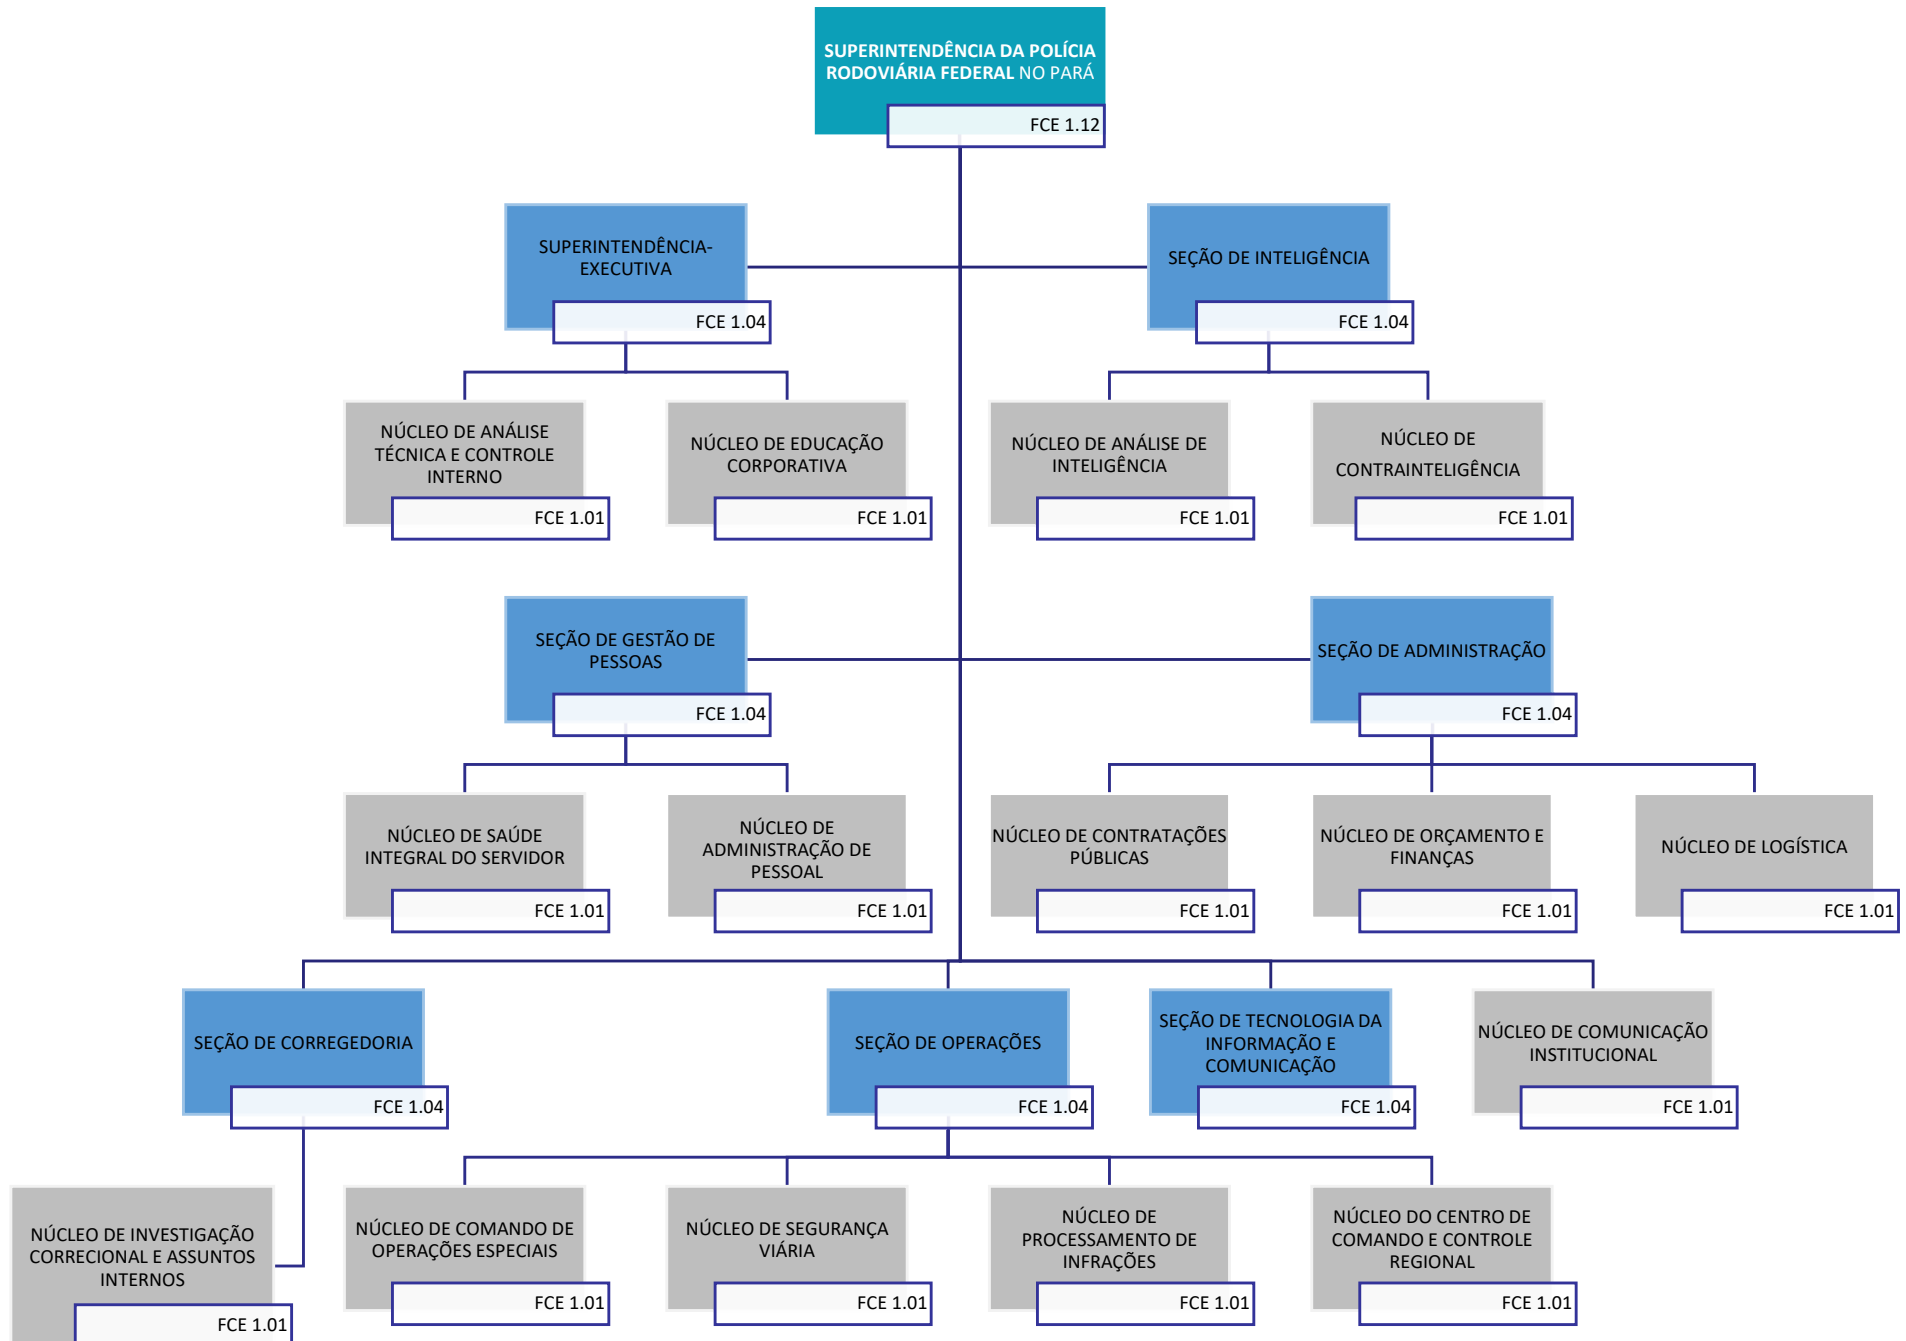 SUPERINTENDÊNCIA DA POLÍCIA
RODOVIÁRIA FEDERAL NO PARÁ
FCE 1.12
SUPERINTENDÊNCIA-
EXECUTIVA
FCE 1.04
SEÇÃO DE INTELIGÊNCIA
FCE 1.04
NÚCLEO DE ANÁLISE
TÉCNICA E CONTROLE
INTERNO
FCE 1.01
NÚCLEO DE EDUCAÇÃO
CORPORATIVA
FCE 1.01
NÚCLEO DE ANÁLISE DE
INTELIGÊNCIA
FCE 1.01
NÚCLEO DE
CONTRAINTELIGÊNCIA
FCE 1.01
SEÇÃO DE GESTÃO DE
PESSOAS
FCE 1.04
SEÇÃO DE ADMINISTRAÇÃO
FCE 1.04
NÚCLEO DE SAÚDE
INTEGRAL DO SERVIDOR
FCE 1.01
NÚCLEO DE
ADMINISTRAÇÃO DE
PESSOAL
FCE 1.01
NÚCLEO DE CONTRATAÇÕES
PÚBLICAS
FCE 1.01
NÚCLEO DE ORÇAMENTO E
FINANÇAS
FCE 1.01
NÚCLEO DE LOGÍSTICA
FCE 1.01
SEÇÃO DE CORREGEDORIA
FCE 1.04
SEÇÃO DE OPERAÇÕES
FCE 1.04
SEÇÃO DE TECNOLOGIA DA
INFORMAÇÃO E
COMUNICAÇÃO
FCE 1.04
NÚCLEO DE COMUNICAÇÃO
INSTITUCIONAL
FCE 1.01
NÚCLEO DE INVESTIGAÇÃO
CORRECIONAL E ASSUNTOS
INTERNOS
FCE 1.01
NÚCLEO DE COMANDO DE
OPERAÇÕES ESPECIAIS
FCE 1.01
NÚCLEO DE SEGURANÇA
VIÁRIA
FCE 1.01
NÚCLEO DE
PROCESSAMENTO DE
INFRAÇÕES
FCE 1.01
NÚCLEO DO CENTRO DE
COMANDO E CONTROLE
REGIONAL
FCE 1.01